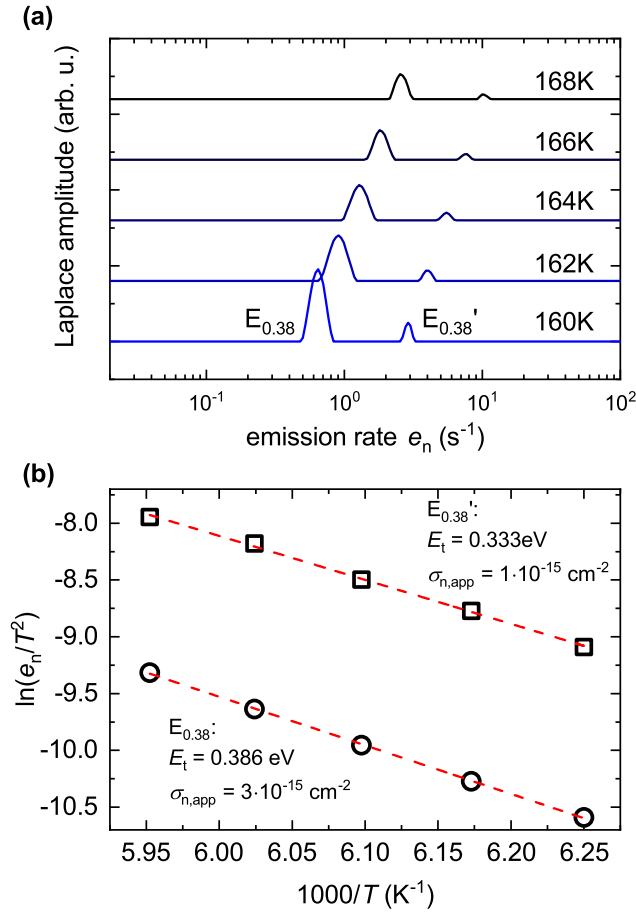 (a)
Laplace amplitude (arb. u.)
168K
166K
164K
162K
160K
E₀.₃₈
E₀.₃₈'
10⁻¹ 10⁰ 10¹ 10²
emission rate eₙ (s⁻¹)
(b)
ln(eₙ/T²)
-8.0
-8.5
-9.0
-9.5
-10.0
-10.5
E₀.₃₈':
Eₜ = 0.333eV
σₙ,ₐₚₚ = 1·10⁻¹⁵ cm⁻²
E₀.₃₈:
Eₜ = 0.386 eV
σₙ,ₐₚₚ = 3·10⁻¹⁵ cm⁻²
5.95 6.00 6.05 6.10 6.15 6.20 6.25
1000/T (K⁻¹)